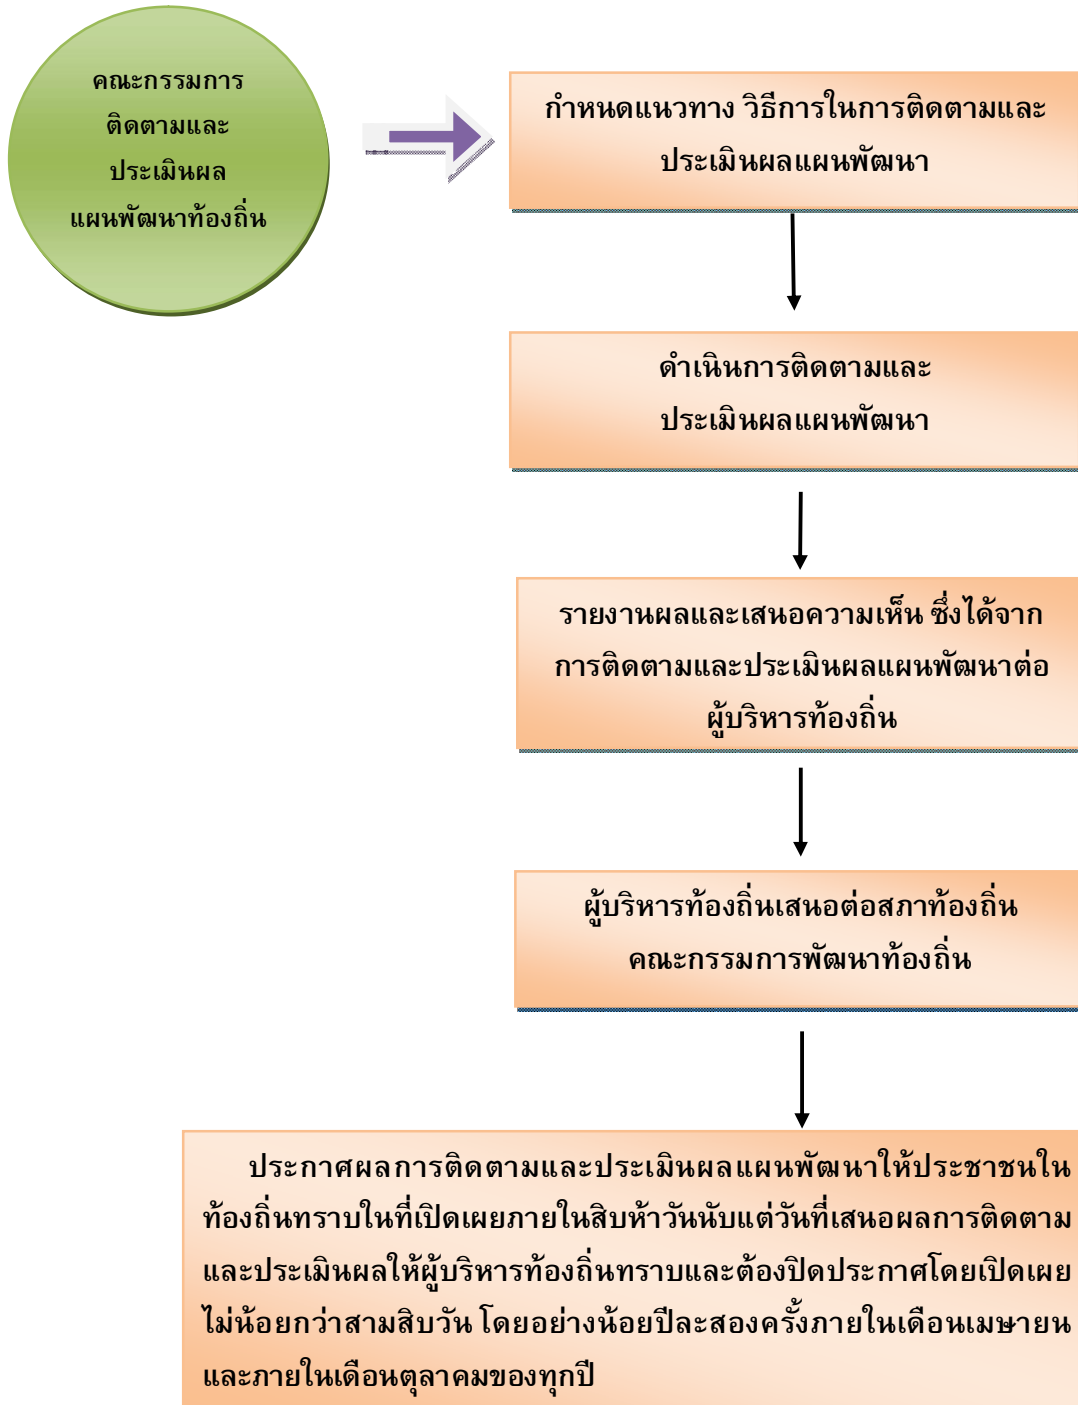 คณะกรรมการ
ติดตามและ
ประเมินผล
แผนพัฒนาท้องถิ่น
กำหนดแนวทาง วิธีการในการติดตามและ
ประเมินผลแผนพัฒนา
ดำเนินการติดตามและ
ประเมินผลแผนพัฒนา
รายงานผลและเสนอความเห็น ซึ่งได้จาก
การติดตามและประเมินผลแผนพัฒนาต่อ
ผู้บริหารท้องถิ่น
ผู้บริหารท้องถิ่นเสนอต่อสภาท้องถิ่น
คณะกรรมการพัฒนาท้องถิ่น
ประกาศผลการติดตามและประเมินผลแผนพัฒนาให้ประชาชนใน
ท้องถิ่นทราบในที่เปิดเผยภายในสิบห้าวันนับแต่วันที่เสนอผลการติดตาม
และประเมินผลให้ผู้บริหารท้องถิ่นทราบและต้องปิดประกาศโดยเปิดเผย
ไม่น้อยกว่าสามสิบวัน โดยอย่างน้อยปีละสองครั้งภายในเดือนเมษายน
และภายในเดือนตุลาคมของทุกปี